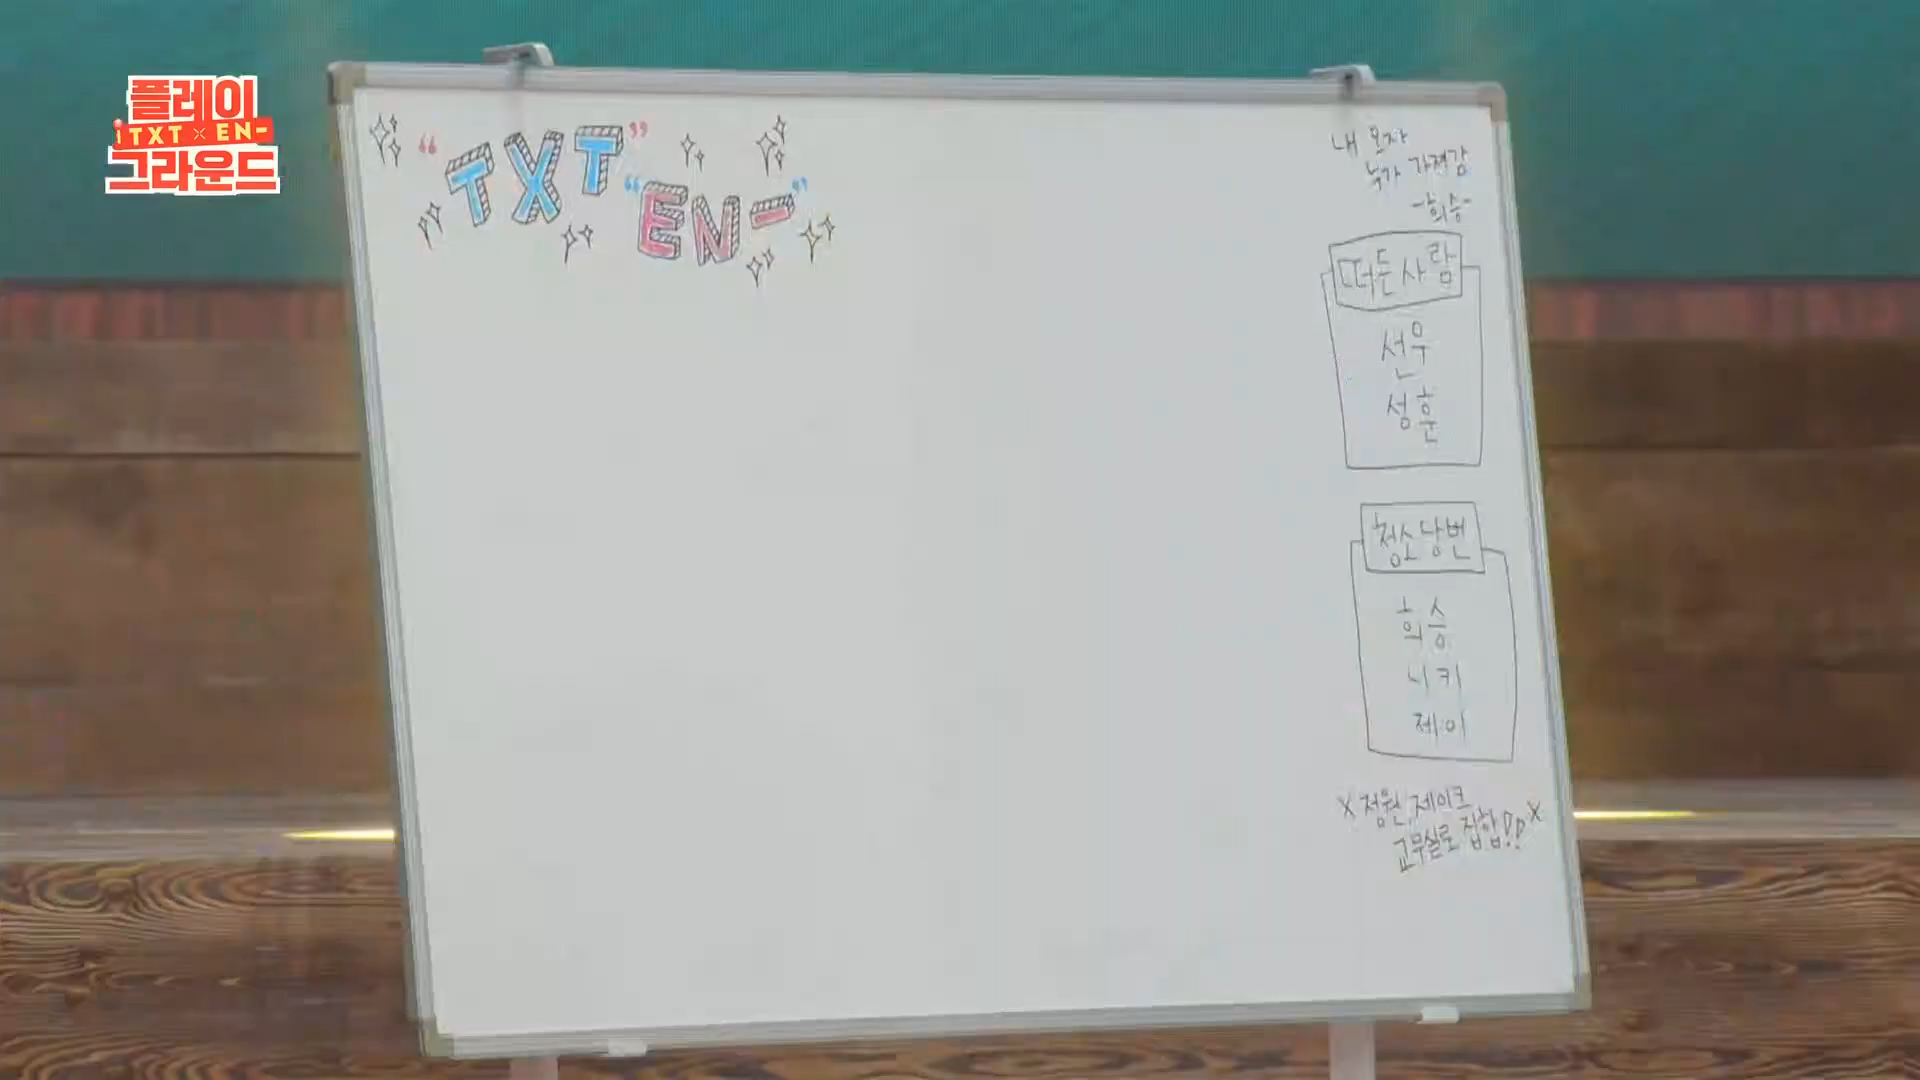 플레이
TXT × EN-
그라운드
“TXT”
“EN-”
내 모자
누가 가져감
-희승-
떠든사람
선우
성훈
청소당번
희승
니키
제이
X 정원, 제이크
교무실로 집합!! X